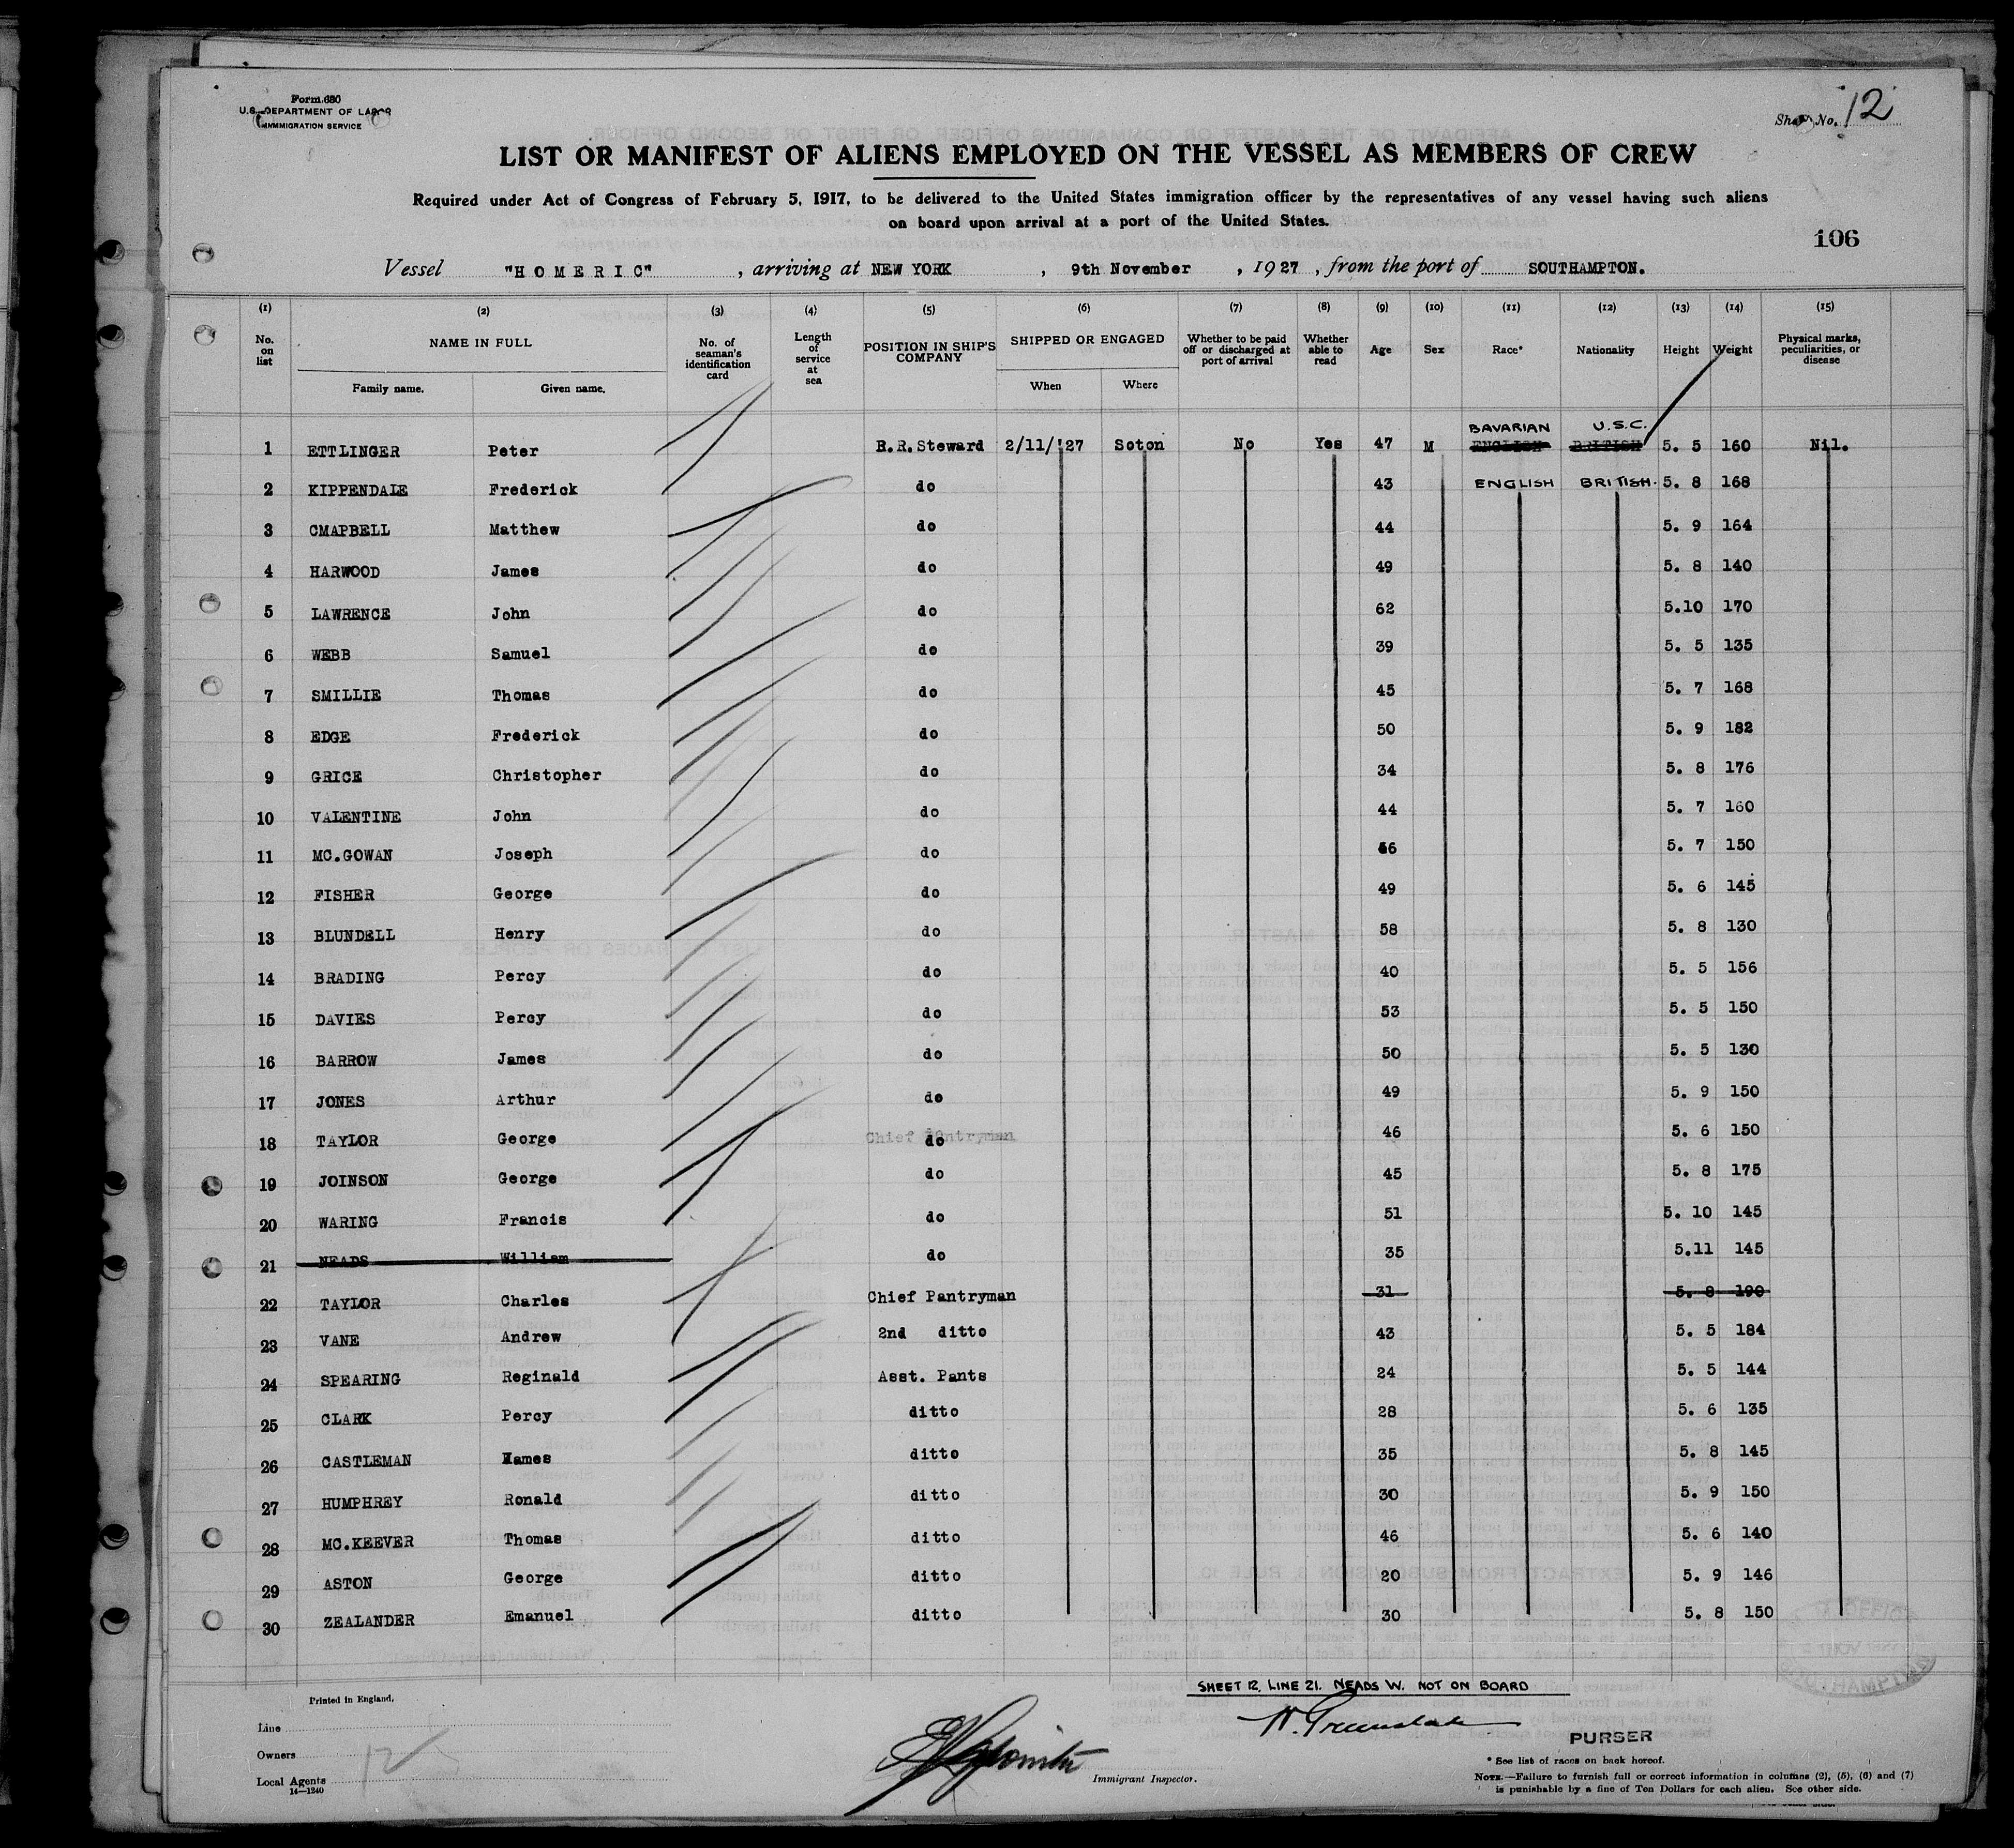 Form 680
U.S. DEPARTMENT OF LABOR
IMMIGRATION SERVICE
Sheet No. 12
LIST OR MANIFEST OF ALIENS EMPLOYED ON THE VESSEL AS MEMBERS OF CREW
Required under Act of Congress of February 5, 1917, to be delivered to the United States immigration officer by the representatives of any vessel having such aliens
on board upon arrival at a port of the United States.
106
Vessel "HOMERIC", arriving at NEW YORK, 9th November, 1927, from the port of SOUTHAMPTON.
(1) (2) (3) (4) (5) (6) (7) (8) (9) (10) (11) (12) (13) (14) (15)
No. on list NAME IN FULL No. of seaman's identification card Length of service at sea POSITION IN SHIP'S COMPANY SHIPPED OR ENGAGED Whether to be paid off or discharged at port of arrival Whether able to read Age Sex Race* Nationality Height Weight Physical marks, peculiarities, or disease
Family name. Given name. When Where
BAVARIAN U.S.C.
1 ETTLINGER Peter B.R.Steward 2/11/'27 Soton No Yes 47 M ENGLISH BRITISH 5. 5 160 Nil.
2 KIPPENDALE Frederick do 43 ENGLISH BRITISH. 5. 8 168
3 CMAPBELL Matthew do 44 5. 9 164
4 HARWOOD James do 49 5. 8 140
5 LAWRENCE John do 62 5.10 170
6 WEBB Samuel do 39 5. 5 135
7 SMILLIE Thomas do 45 5. 7 168
8 EDGE Frederick do 50 5. 9 182
9 GRICE Christopher do 34 5. 8 176
10 VALENTINE John do 44 5. 7 160
11 MC.GOWAN Joseph do 5. 7 150
12 FISHER George do 49 5. 6 145
13 BLUNDELL Henry do 58 5. 8 130
14 BRADING Percy do 40 5. 5 156
15 DAVIES Percy do 53 5. 5 150
16 BARROW James do 50 5. 5 130
17 JONES Arthur do 49 5. 9 150
18 TAYLOR George Chief Pantryman do 46 5. 6 150
19 JOINSON George do 45 5. 8 175
20 WARING Francis do 51 5. 10 145
21 NEADS William do 35 5.11 145
22 TAYLOR Charles Chief Pantryman 31 5. 8 190
23 VANE Andrew 2nd ditto 43 5. 5 184
24 SPEARING Reginald Asst. Pants 24 5. 5 144
25 CLARK Percy ditto 28 5. 6 135
26 CASTLEMAN ditto 35 5. 8 145
27 HUMPHREY Ronald ditto 30 5. 9 150
28 MC.KEEVER Thomas ditto 46 5. 6 140
29 ASTON George ditto 20 5. 9 146
30 ZEALANDER Emanuel ditto 30 5. 8 150
SHEET 12, LINE 21. NEADS W. NOT ON BOARD
Printed in England.
Line
Owners 12
Local Agents
14—1240
Immigrant Inspector.
PURSER
* See list of races on back hereof.
NOTE.—Failure to furnish full or correct information in columns (2), (5), (6) and (7)
is punishable by a fine of Ten Dollars for each alien. See other side.